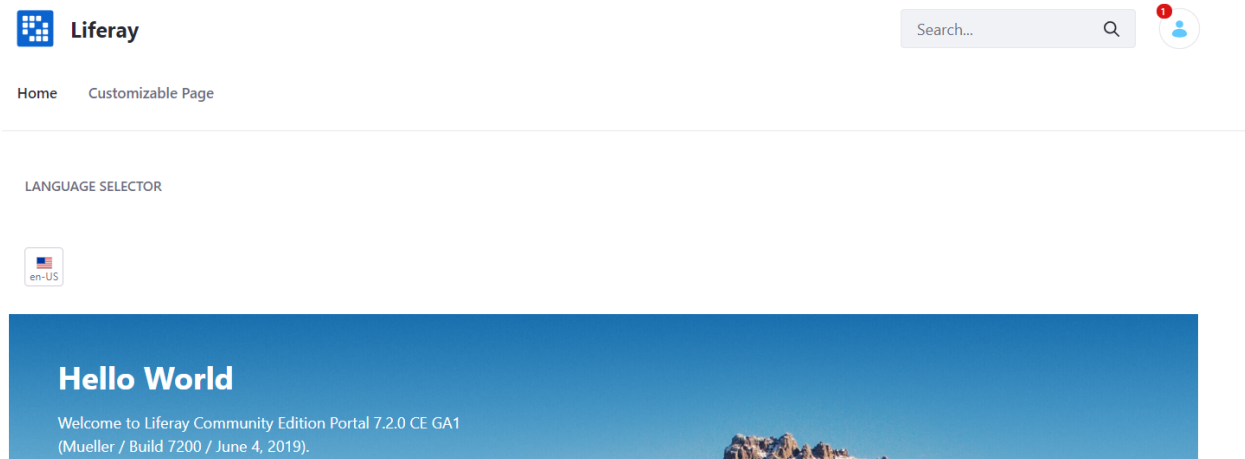 Liferay
Search...
1
Home Customizable Page
LANGUAGE SELECTOR
en-US
Hello World
Welcome to Liferay Community Edition Portal 7.2.0 CE GA1
(Mueller / Build 7200 / June 4, 2019).